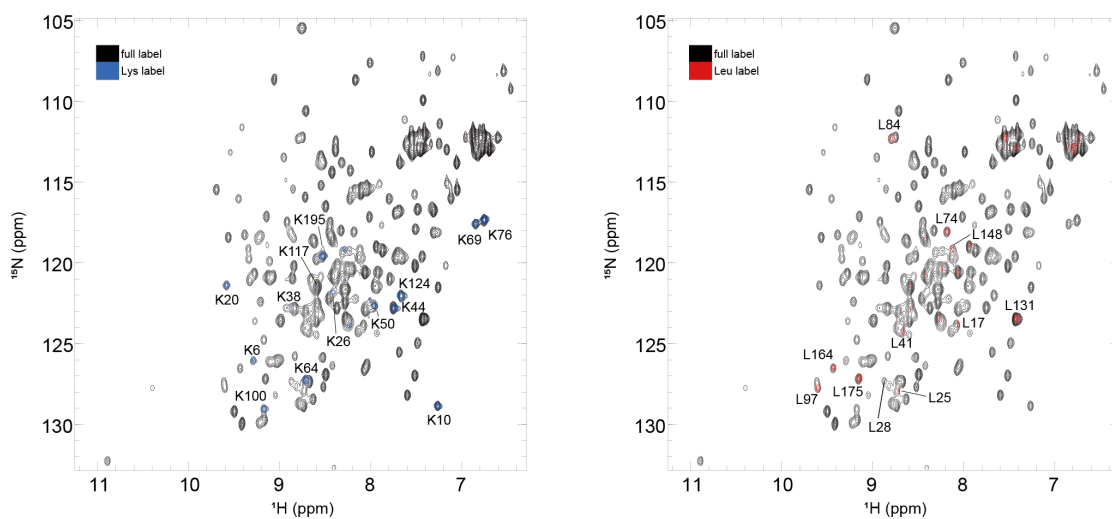 105
full label
Lys label
110
115
K195
K69
K76
K117
120
K20
K38
K124
K44
K50
K26
125
K6
K64
K100
K10
130
11
10
9
8
7
¹H (ppm)
¹⁵N (ppm)
105
full label
Leu label
110
L84
115
L74
L148
120
L131
L17
L41
125
L164
L175
L97
L25
L28
130
11
10
9
8
7
¹H (ppm)
¹⁵N (ppm)